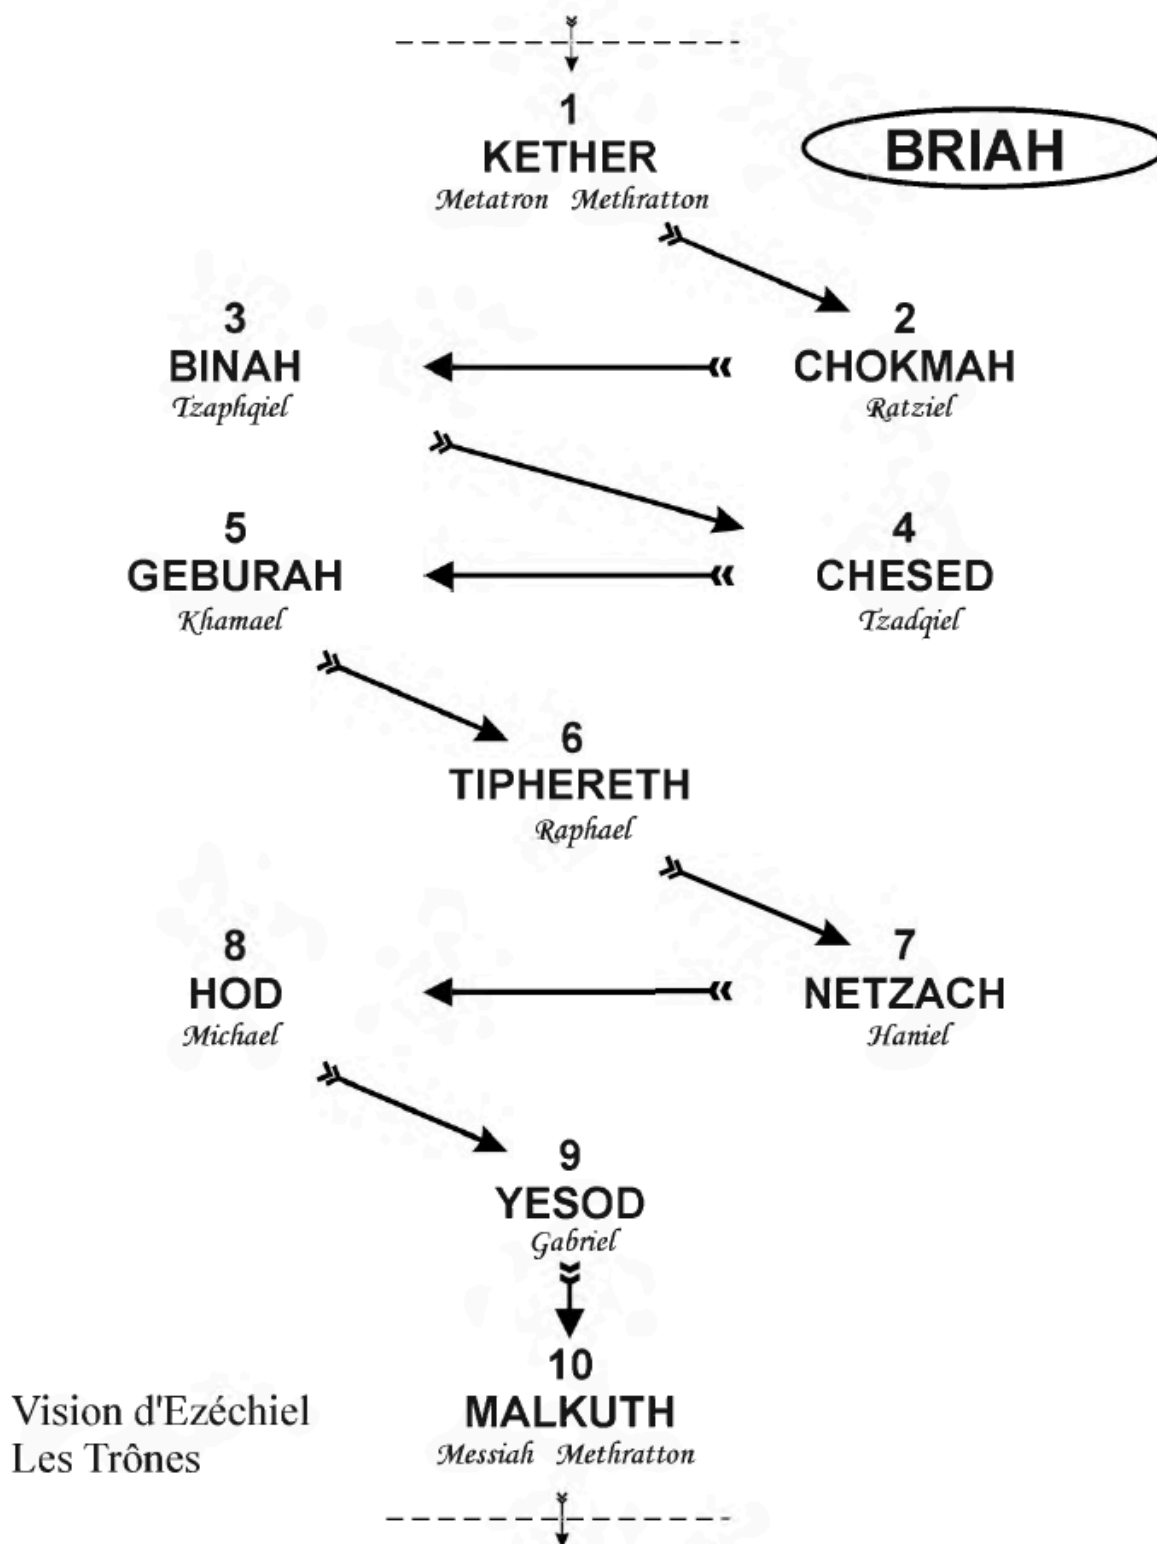 1
KETHER
Metatron Methratton
BRIAH
3
BINAH
Tzaphqiel
2
CHOKMAH
Ratziel
5
GEBURAH
Khamael
4
CHESED
Tzadqiel
6
TIPHERETH
Raphael
8
HOD
Michael
7
NETZACH
Haniel
9
YESOD
Gabriel
10
MALKUTH
Messiah Methratton
Vision d'Ezéchiel
Les Trônes